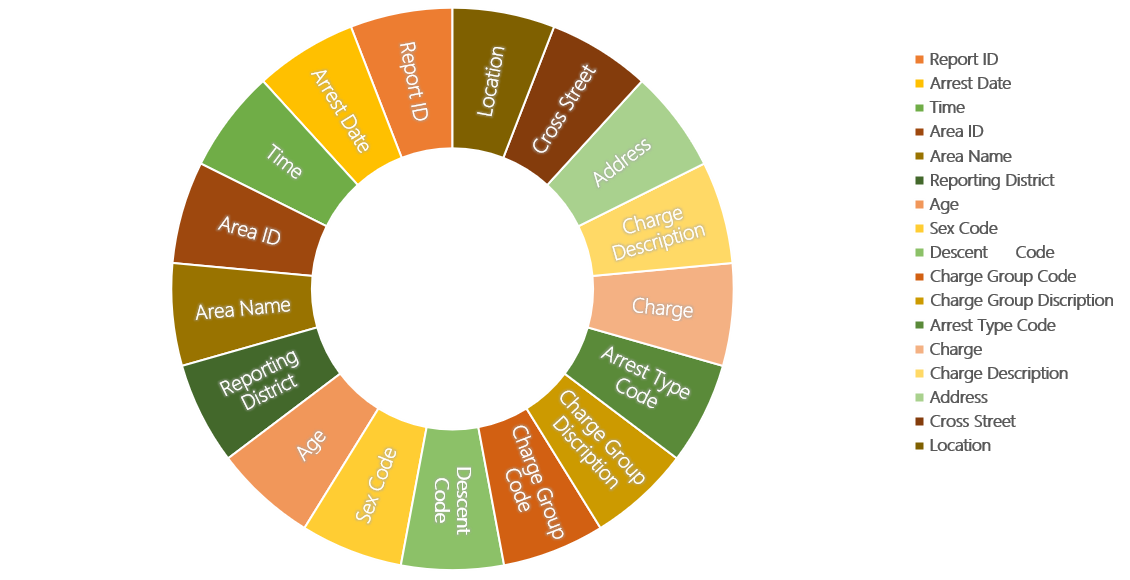 Report ID
Location
Cross Street
Address
Charge
Description
Charge
Arrest Type
Code
Charge Group
Discription
Charge Group
Code
Descent
Code
Sex Code
Age
Reporting
District
Area Name
Area ID
Time
Arrest Date
Report ID
Arrest Date
Time
Area ID
Area Name
Reporting District
Age
Sex Code
Descent Code
Charge Group Code
Charge Group Discription
Arrest Type Code
Charge
Charge Description
Address
Cross Street
Location